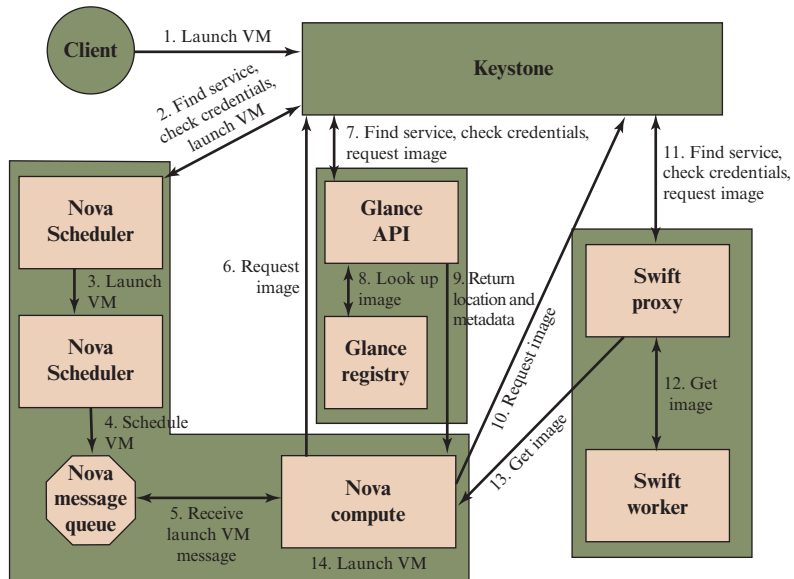 Client
1. Launch VM
Keystone
2. Find service,
check credentials,
launch VM
7. Find service, check credentials,
request image
11. Find service,
check credentials,
request image
Nova
Scheduler
Glance
API
3. Launch
VM
6. Request
image
8. Look up
image
9. Return
location and
metadata
Swift
proxy
Nova
Scheduler
Glance
registry
10. Request image
12. Get
image
4. Schedule
VM
13. Get image
Nova
message
queue
5. Receive
launch VM
message
Nova
compute
Swift
worker
14. Launch VM